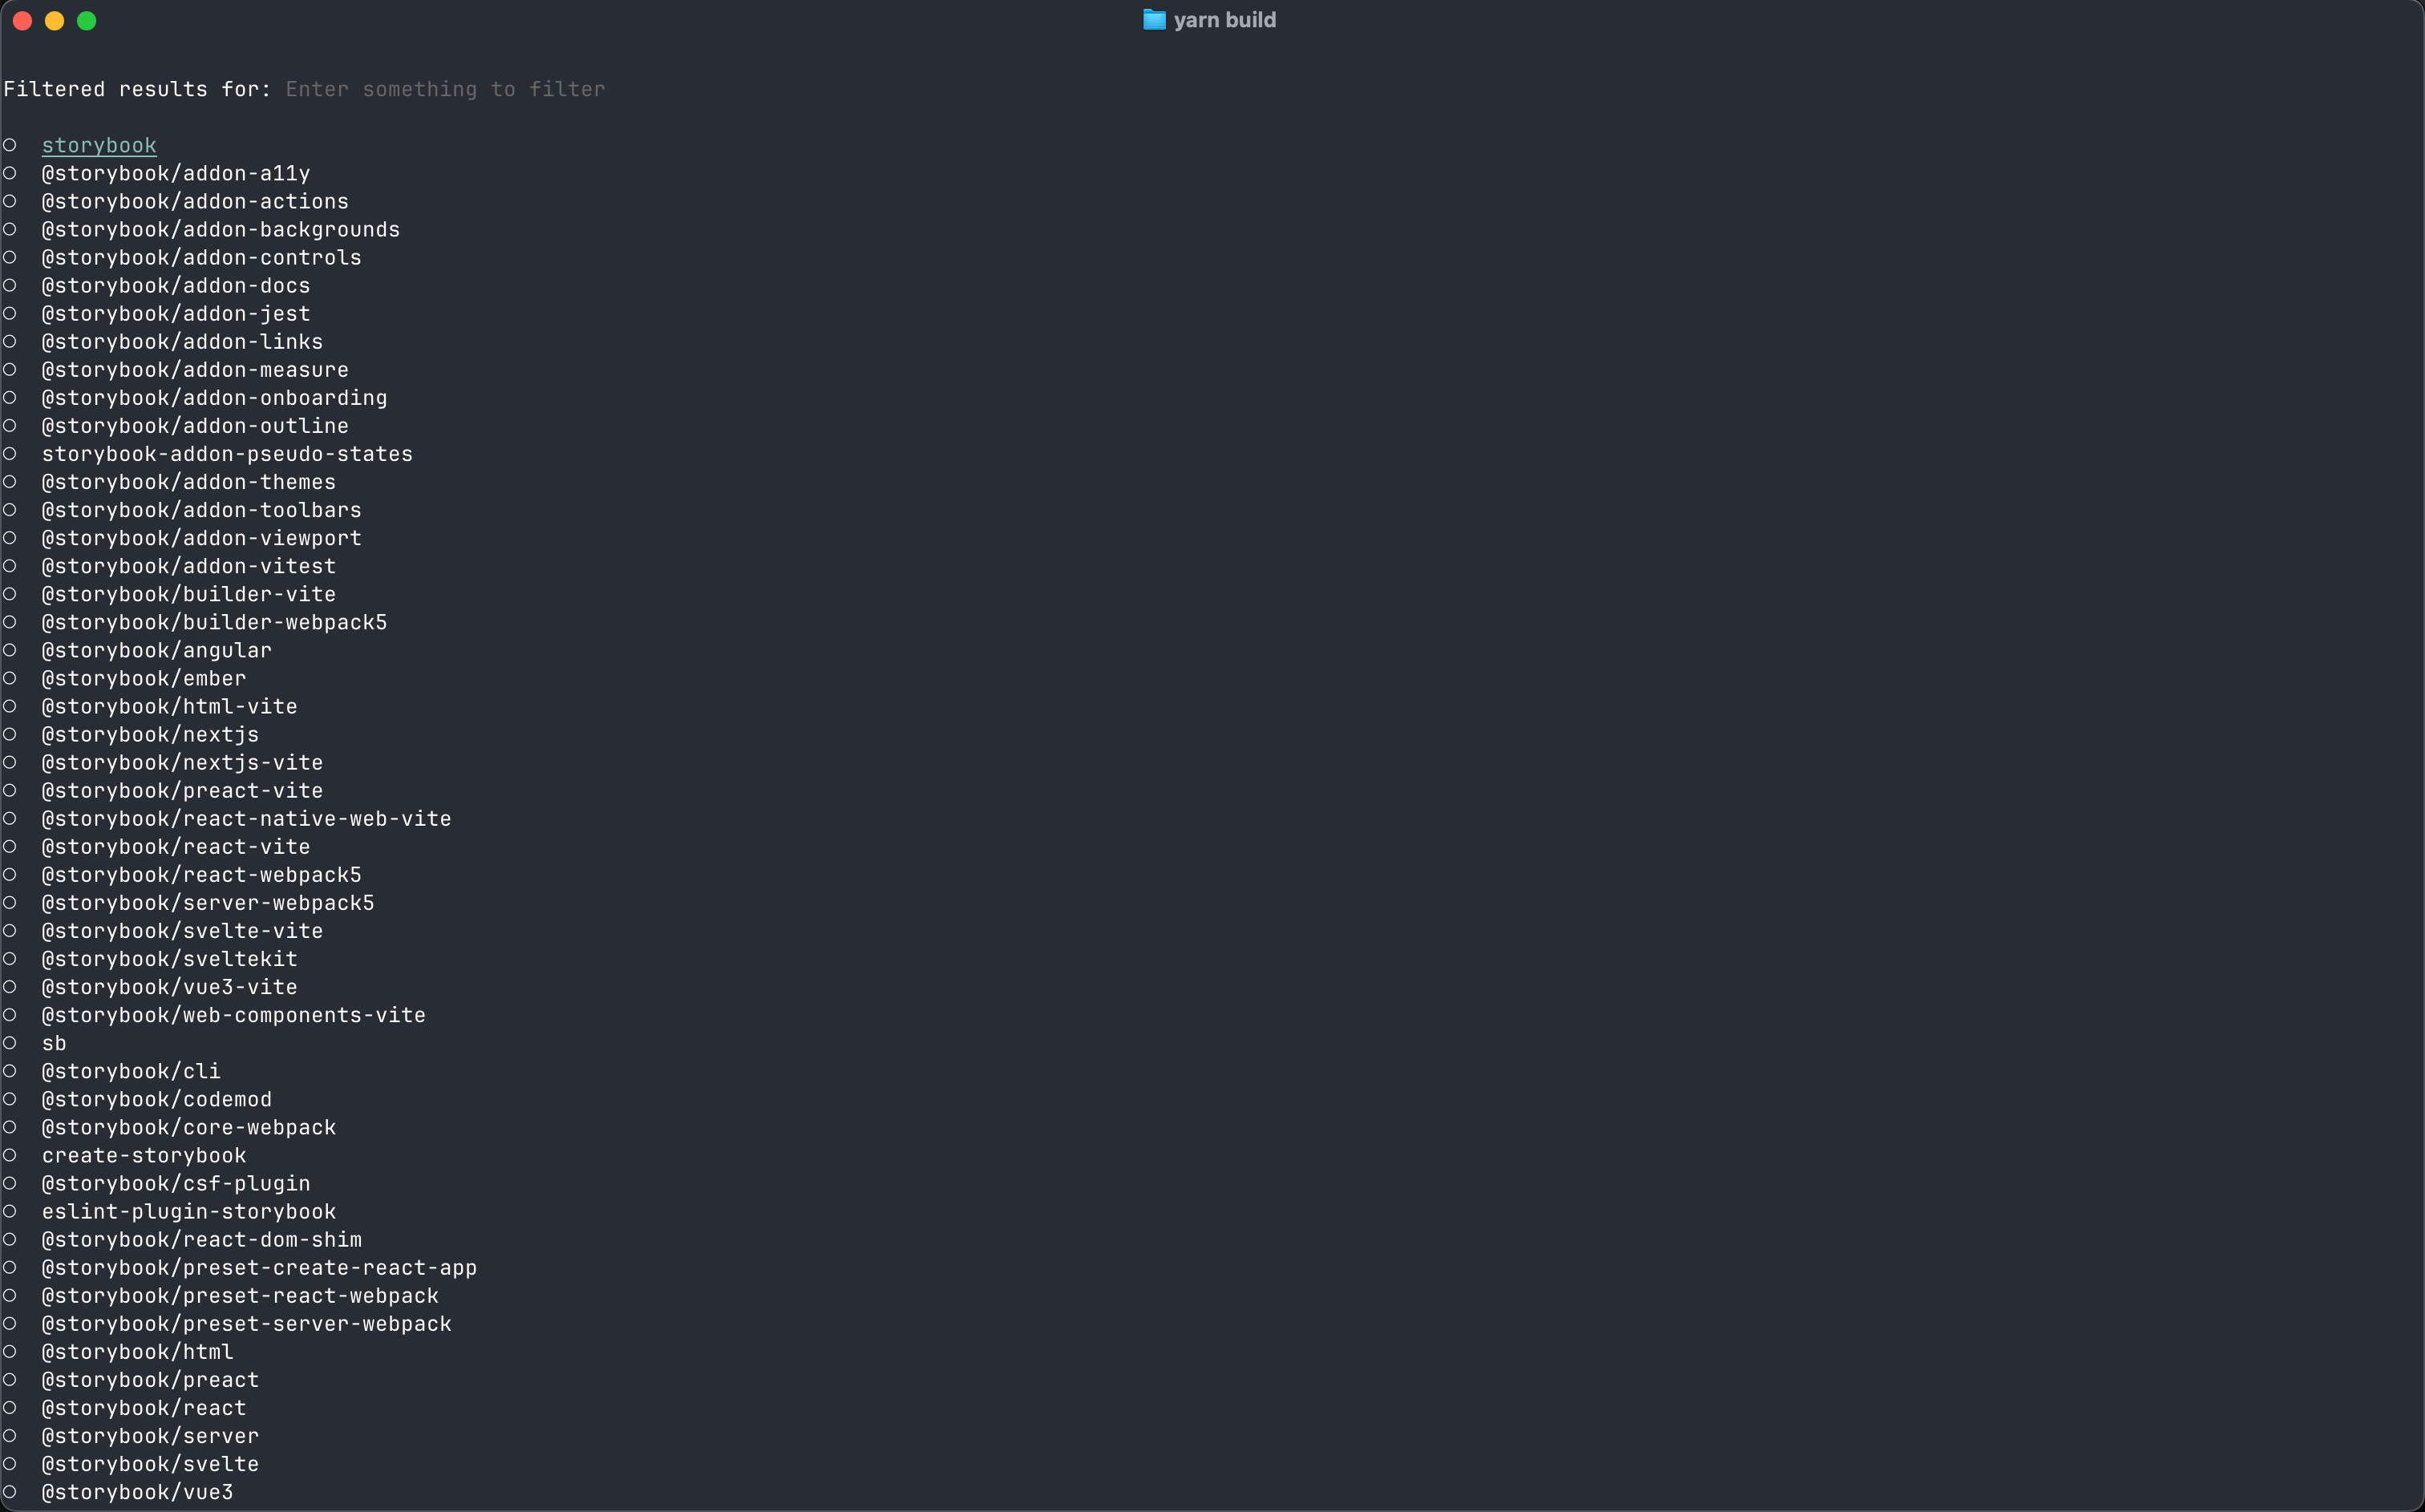 yarn build
Filtered results for: Enter something to filter
storybook
@storybook/addon-a11y
@storybook/addon-actions
@storybook/addon-backgrounds
@storybook/addon-controls
@storybook/addon-docs
@storybook/addon-jest
@storybook/addon-links
@storybook/addon-measure
@storybook/addon-onboarding
@storybook/addon-outline
storybook-addon-pseudo-states
@storybook/addon-themes
@storybook/addon-toolbars
@storybook/addon-viewport
@storybook/addon-vitest
@storybook/builder-vite
@storybook/builder-webpack5
@storybook/angular
@storybook/ember
@storybook/html-vite
@storybook/nextjs
@storybook/nextjs-vite
@storybook/preact-vite
@storybook/react-native-web-vite
@storybook/react-vite
@storybook/react-webpack5
@storybook/server-webpack5
@storybook/svelte-vite
@storybook/sveltekit
@storybook/vue3-vite
@storybook/web-components-vite
sb
@storybook/cli
@storybook/codemod
@storybook/core-webpack
create-storybook
@storybook/csf-plugin
eslint-plugin-storybook
@storybook/react-dom-shim
@storybook/preset-create-react-app
@storybook/preset-react-webpack
@storybook/preset-server-webpack
@storybook/html
@storybook/preact
@storybook/react
@storybook/server
@storybook/svelte
@storybook/vue3